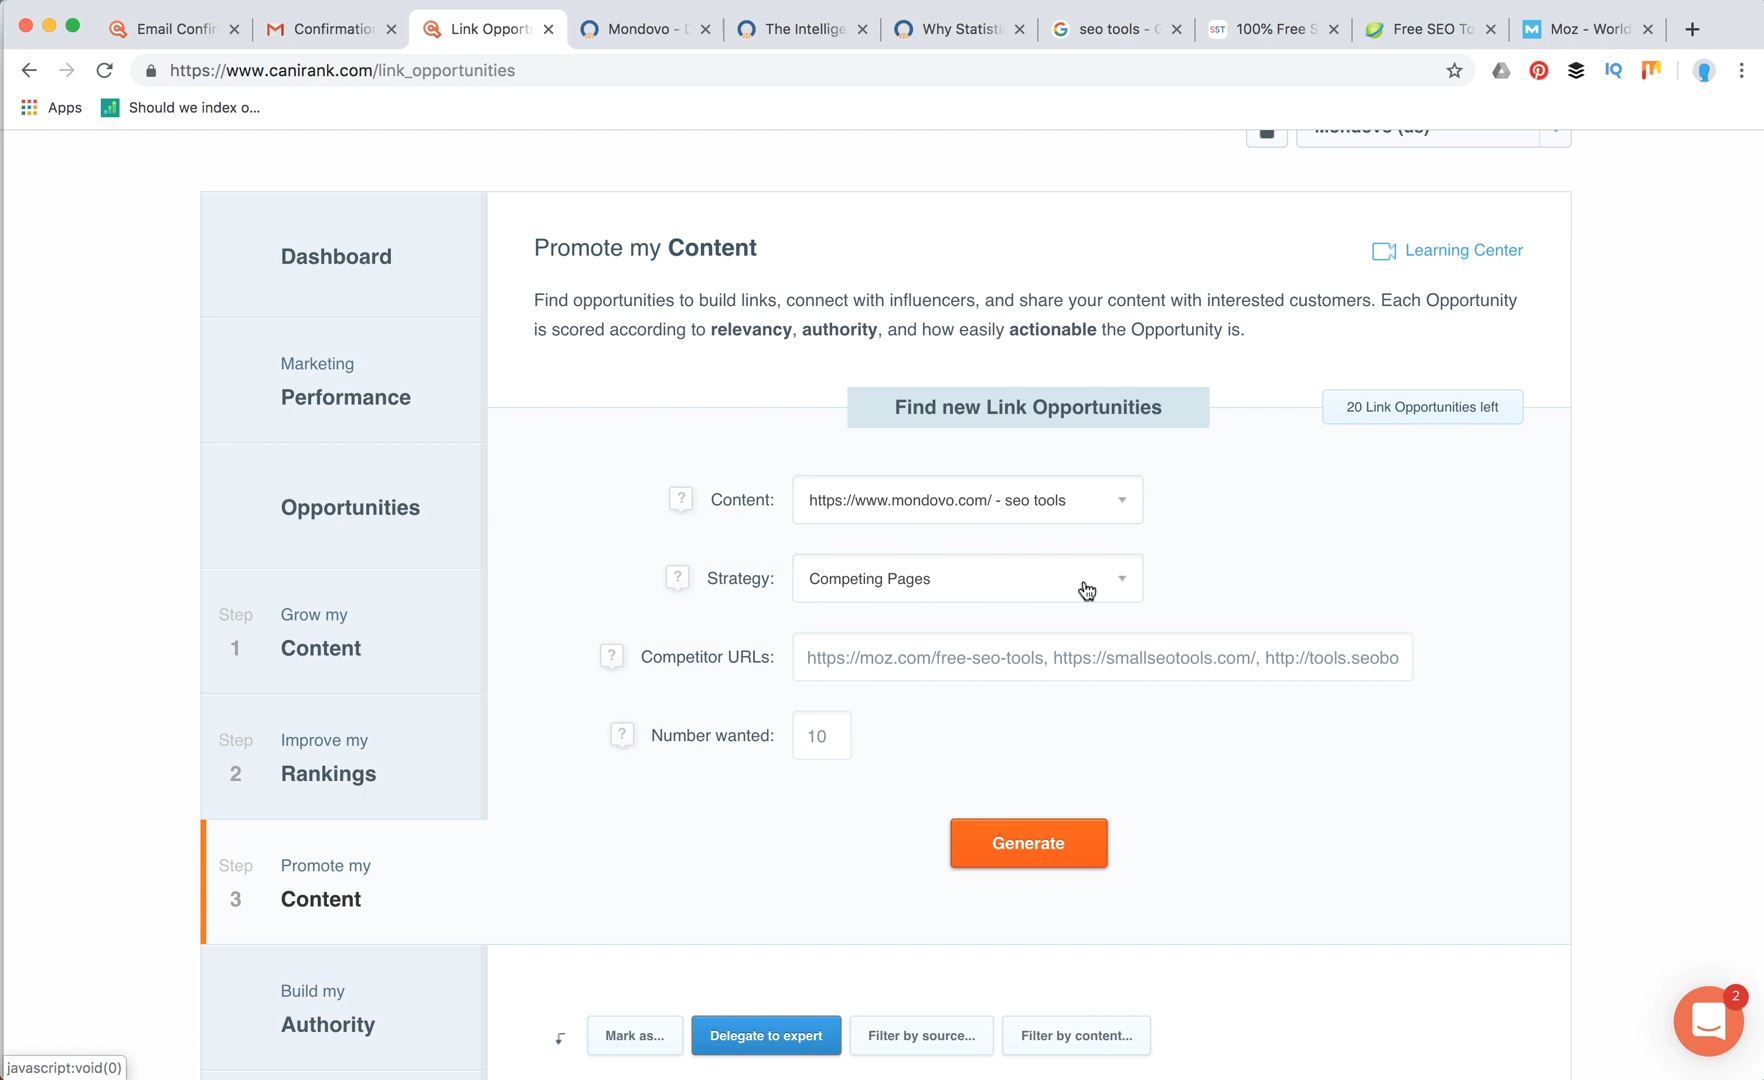 Email Confir
Confirmation
Link Opport
Mondovo - D
The Intellige
Why Statisti
seo tools - G
SST 100% Free S
Free SEO To
Moz - World
https://www.canirank.com/link_opportunities
IQ
Apps
Should we index o...
Mondovo (us)
Dashboard
Marketing
Performance
Opportunities
Step 1
Grow my
Content
Step 2
Improve my
Rankings
Step 3
Promote my
Content
Build my
Authority
Promote my Content
Learning Center
Find opportunities to build links, connect with influencers, and share your content with interested customers. Each Opportunity
is scored according to relevancy, authority, and how easily actionable the Opportunity is.
Find new Link Opportunities
20 Link Opportunities left
? Content: https://www.mondovo.com/ - seo tools
? Strategy: Competing Pages
? Competitor URLs: https://moz.com/free-seo-tools, https://smallseotools.com/, http://tools.seobo
? Number wanted: 10
Generate
Mark as...
Delegate to expert
Filter by source...
Filter by content...
2
javascript:void(0)